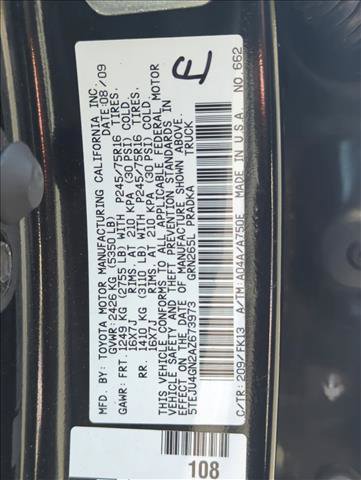 MFD. BY: TOYOTA MOTOR MANUFACTURING CALIFORNIA INC.
DATE: 08/09
GVWR: 2426 KG (5350 LB)
GAWR: FRT. 1249 KG (2755 LB) WITH P245/75R16 TIRES.
16X7J RIMS AT 210 KPA (30 PSI) COLD.
RR. 1410 KG (3110 LB) WITH P245/75R16 TIRES.
16X7J RIMS AT 210 KPA (30 PSI) COLD.
THIS VEHICLE CONFORMS TO ALL APPLICABLE FEDERAL MOTOR
VEHICLE SAFETY AND THEFT PREVENTION STANDARDS IN
EFFECT ON THE DATE OF MANUFACTURE SHOWN ABOVE.
5TEJU4GN2AZ673973 TRUCK
GRN265L PRADKA
C/TR: 209/FK13 A/TM: A04A/A750E MADE IN U.S.A. NO 662
E
108